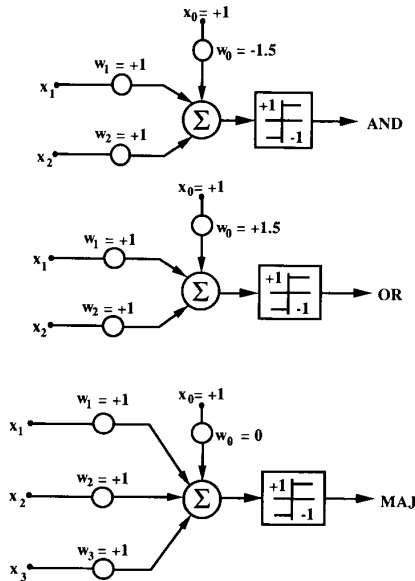 x₀= +1
w₀ = -1.5
w₁ = +1
x₁
Σ
+1
-1
AND
w₂ = +1
x₂
x₀= +1
w₀ = +1.5
w₁ = +1
x₁
Σ
+1
-1
OR
w₂ = +1
x₂
x₀= +1
w₁ = +1
x₁
w₀ = 0
w₂ = +1
x₂
Σ
+1
-1
MAJ
w₃ = +1
x₃